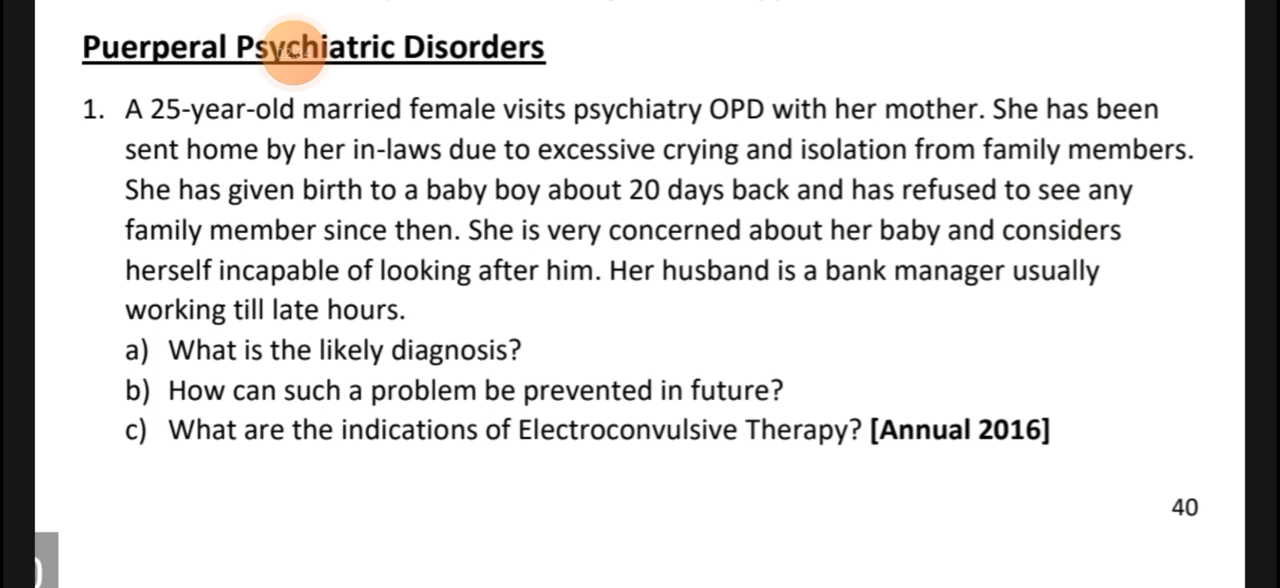 Puerperal Psychiatric Disorders
1. A 25-year-old married female visits psychiatry OPD with her mother. She has been
sent home by her in-laws due to excessive crying and isolation from family members.
She has given birth to a baby boy about 20 days back and has refused to see any
family member since then. She is very concerned about her baby and considers
herself incapable of looking after him. Her husband is a bank manager usually
working till late hours.
a) What is the likely diagnosis?
b) How can such a problem be prevented in future?
c) What are the indications of Electroconvulsive Therapy? [Annual 2016]
40